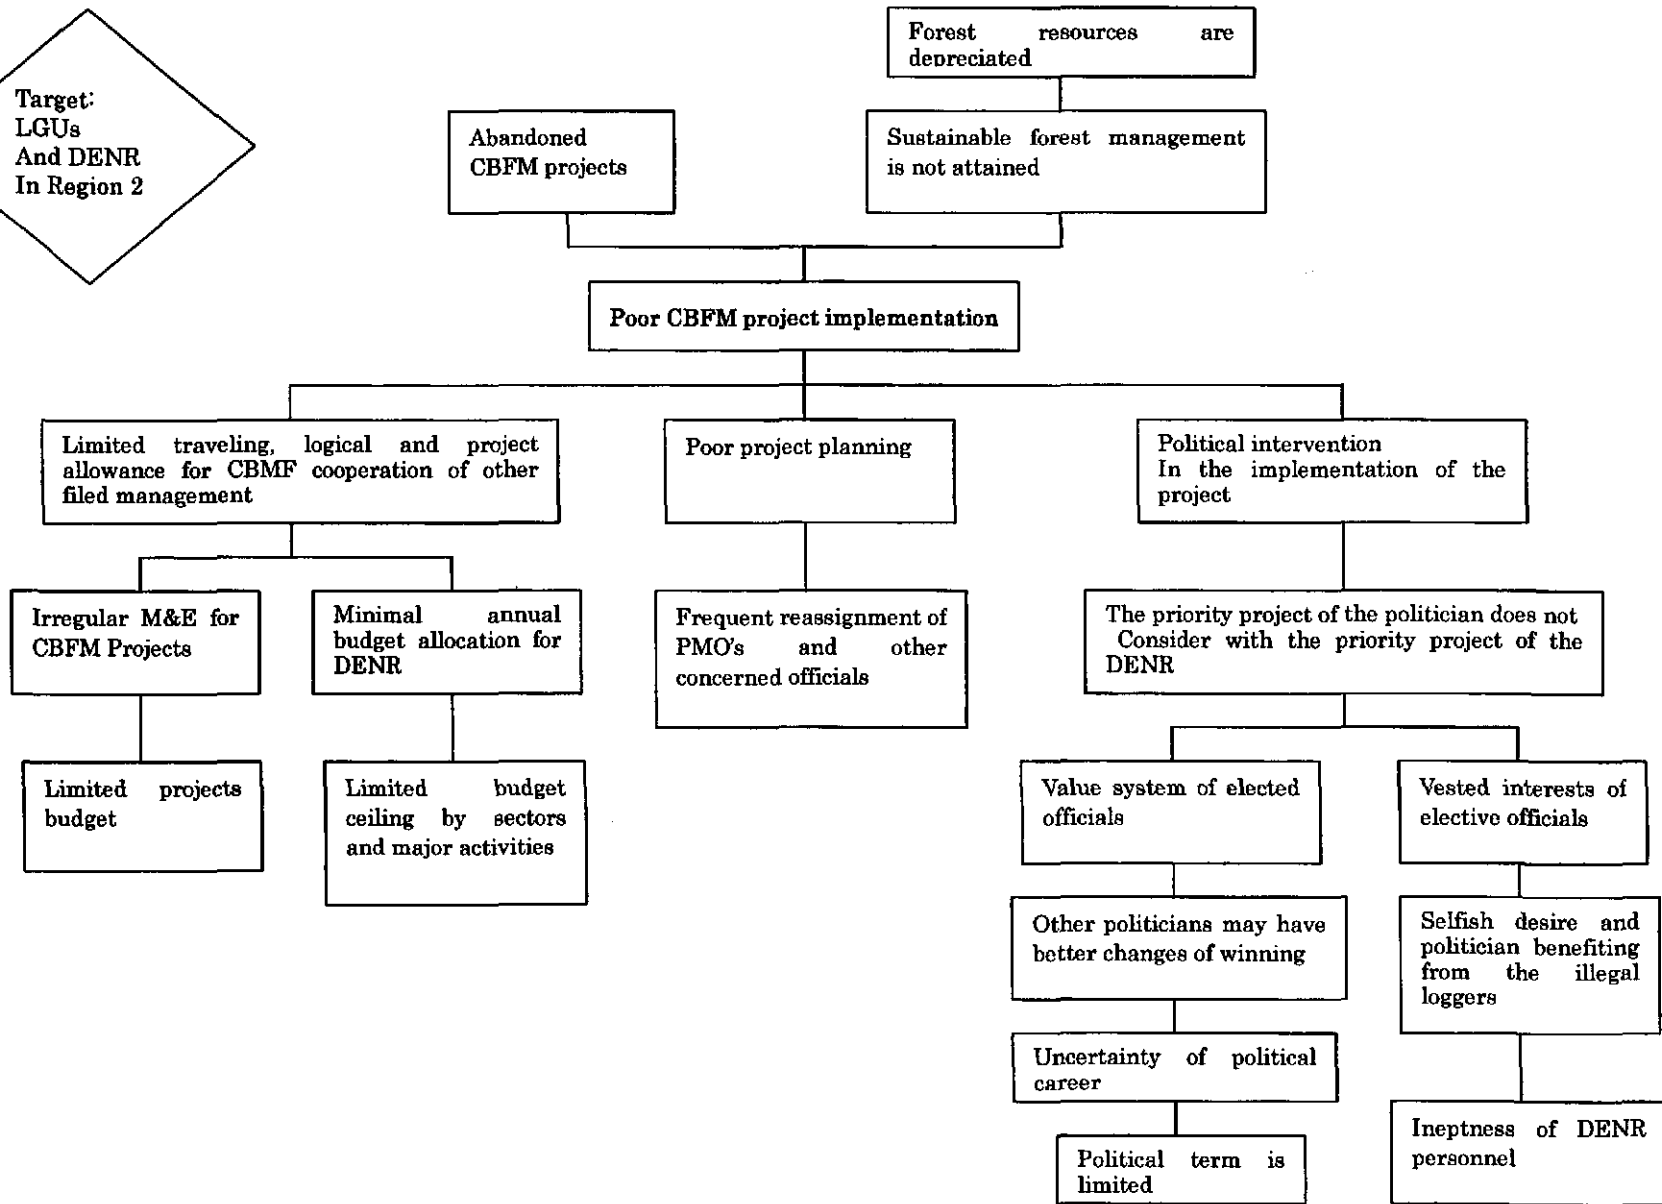 Target:
LGUs
And DENR
In Region 2
Forest resources are
depreciated
Abandoned
CBFM projects
Sustainable forest management
is not attained
Poor CBFM project implementation
Limited traveling, logical and project
allowance for CBMF cooperation of other
filed management
Poor project planning
Political intervention
In the implementation of the
project
Irregular M&E for
CBFM Projects
Minimal annual
budget allocation for
DENR
Frequent reassignment of
PMO's and other
concerned officials
The priority project of the politician does not
Consider with the priority project of the
DENR
Limited projects
budget
Limited budget
ceiling by sectors
and major activities
Value system of elected
officials
Vested interests of
elective officials
Other politicians may have
better changes of winning
Selfish desire and
politician benefiting
from the illegal
loggers
Uncertainty of political
career
Ineptness of DENR
personnel
Political term is
limited